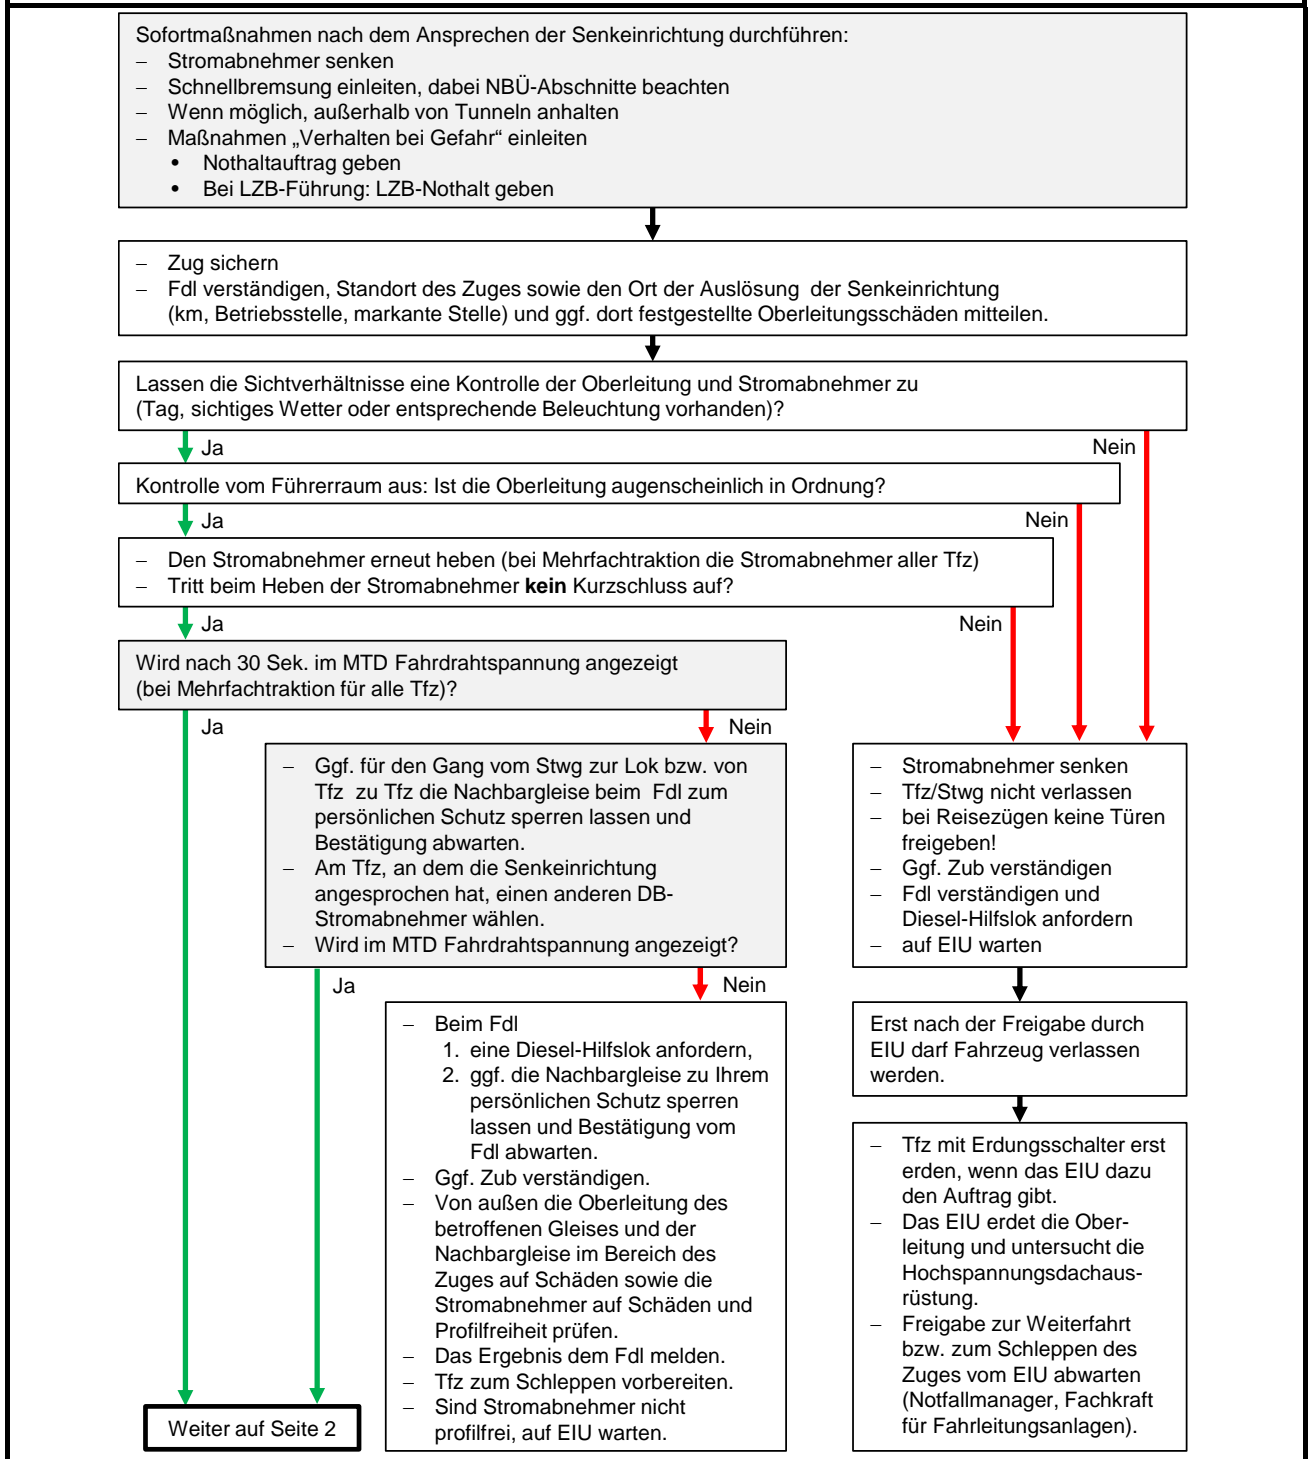 Sofortmaßnahmen nach dem Ansprechen der Senkeinrichtung durchführen:
– Stromabnehmer senken
– Schnellbremsung einleiten, dabei NBÜ-Abschnitte beachten
– Wenn möglich, außerhalb von Tunneln anhalten
– Maßnahmen „Verhalten bei Gefahr“ einleiten
• Nothaltauftrag geben
• Bei LZB-Führung: LZB-Nothalt geben
– Zug sichern
– Fdl verständigen, Standort des Zuges sowie den Ort der Auslösung der Senkeinrichtung
(km, Betriebsstelle, markante Stelle) und ggf. dort festgestellte Oberleitungsschäden mitteilen.
Lassen die Sichtverhältnisse eine Kontrolle der Oberleitung und Stromabnehmer zu
(Tag, sichtiges Wetter oder entsprechende Beleuchtung vorhanden)?
Ja
Nein
Kontrolle vom Führerraum aus: Ist die Oberleitung augenscheinlich in Ordnung?
Ja
Nein
– Den Stromabnehmer erneut heben (bei Mehrfachtraktion die Stromabnehmer aller Tfz)
– Tritt beim Heben der Stromabnehmer kein Kurzschluss auf?
Ja
Nein
Wird nach 30 Sek. im MTD Fahrdrahtspannung angezeigt
(bei Mehrfachtraktion für alle Tfz)?
Ja
Nein
– Ggf. für den Gang vom Stwg zur Lok bzw. von
Tfz zu Tfz die Nachbargleise beim Fdl zum
persönlichen Schutz sperren lassen und
Bestätigung abwarten.
– Am Tfz, an dem die Senkeinrichtung
angesprochen hat, einen anderen DB-
Stromabnehmer wählen.
– Wird im MTD Fahrdrahtspannung angezeigt?
Ja
Nein
– Beim Fdl
1. eine Diesel-Hilfslok anfordern,
2. ggf. die Nachbargleise zu Ihrem
persönlichen Schutz sperren
lassen und Bestätigung vom
Fdl abwarten.
– Ggf. Zub verständigen.
– Von außen die Oberleitung des
betroffenen Gleises und der
Nachbargleise im Bereich des
Zuges auf Schäden sowie die
Stromabnehmer auf Schäden und
Profilfreiheit prüfen.
– Das Ergebnis dem Fdl melden.
– Tfz zum Schleppen vorbereiten.
– Sind Stromabnehmer nicht
profilfrei, auf EIU warten.
Weiter auf Seite 2
– Stromabnehmer senken
– Tfz/Stwg nicht verlassen
– bei Reisezügen keine Türen
freigeben!
– Ggf. Zub verständigen
– Fdl verständigen und
Diesel-Hilfslok anfordern
– auf EIU warten
Erst nach der Freigabe durch
EIU darf Fahrzeug verlassen
werden.
– Tfz mit Erdungsschalter erst
erden, wenn das EIU dazu
den Auftrag gibt.
– Das EIU erdet die Ober-
leitung und untersucht die
Hochspannungsdachaus-
rüstung.
– Freigabe zur Weiterfahrt
bzw. zum Schleppen des
Zuges vom EIU abwarten
(Notfallmanager, Fachkraft
für Fahrleitungsanlagen).